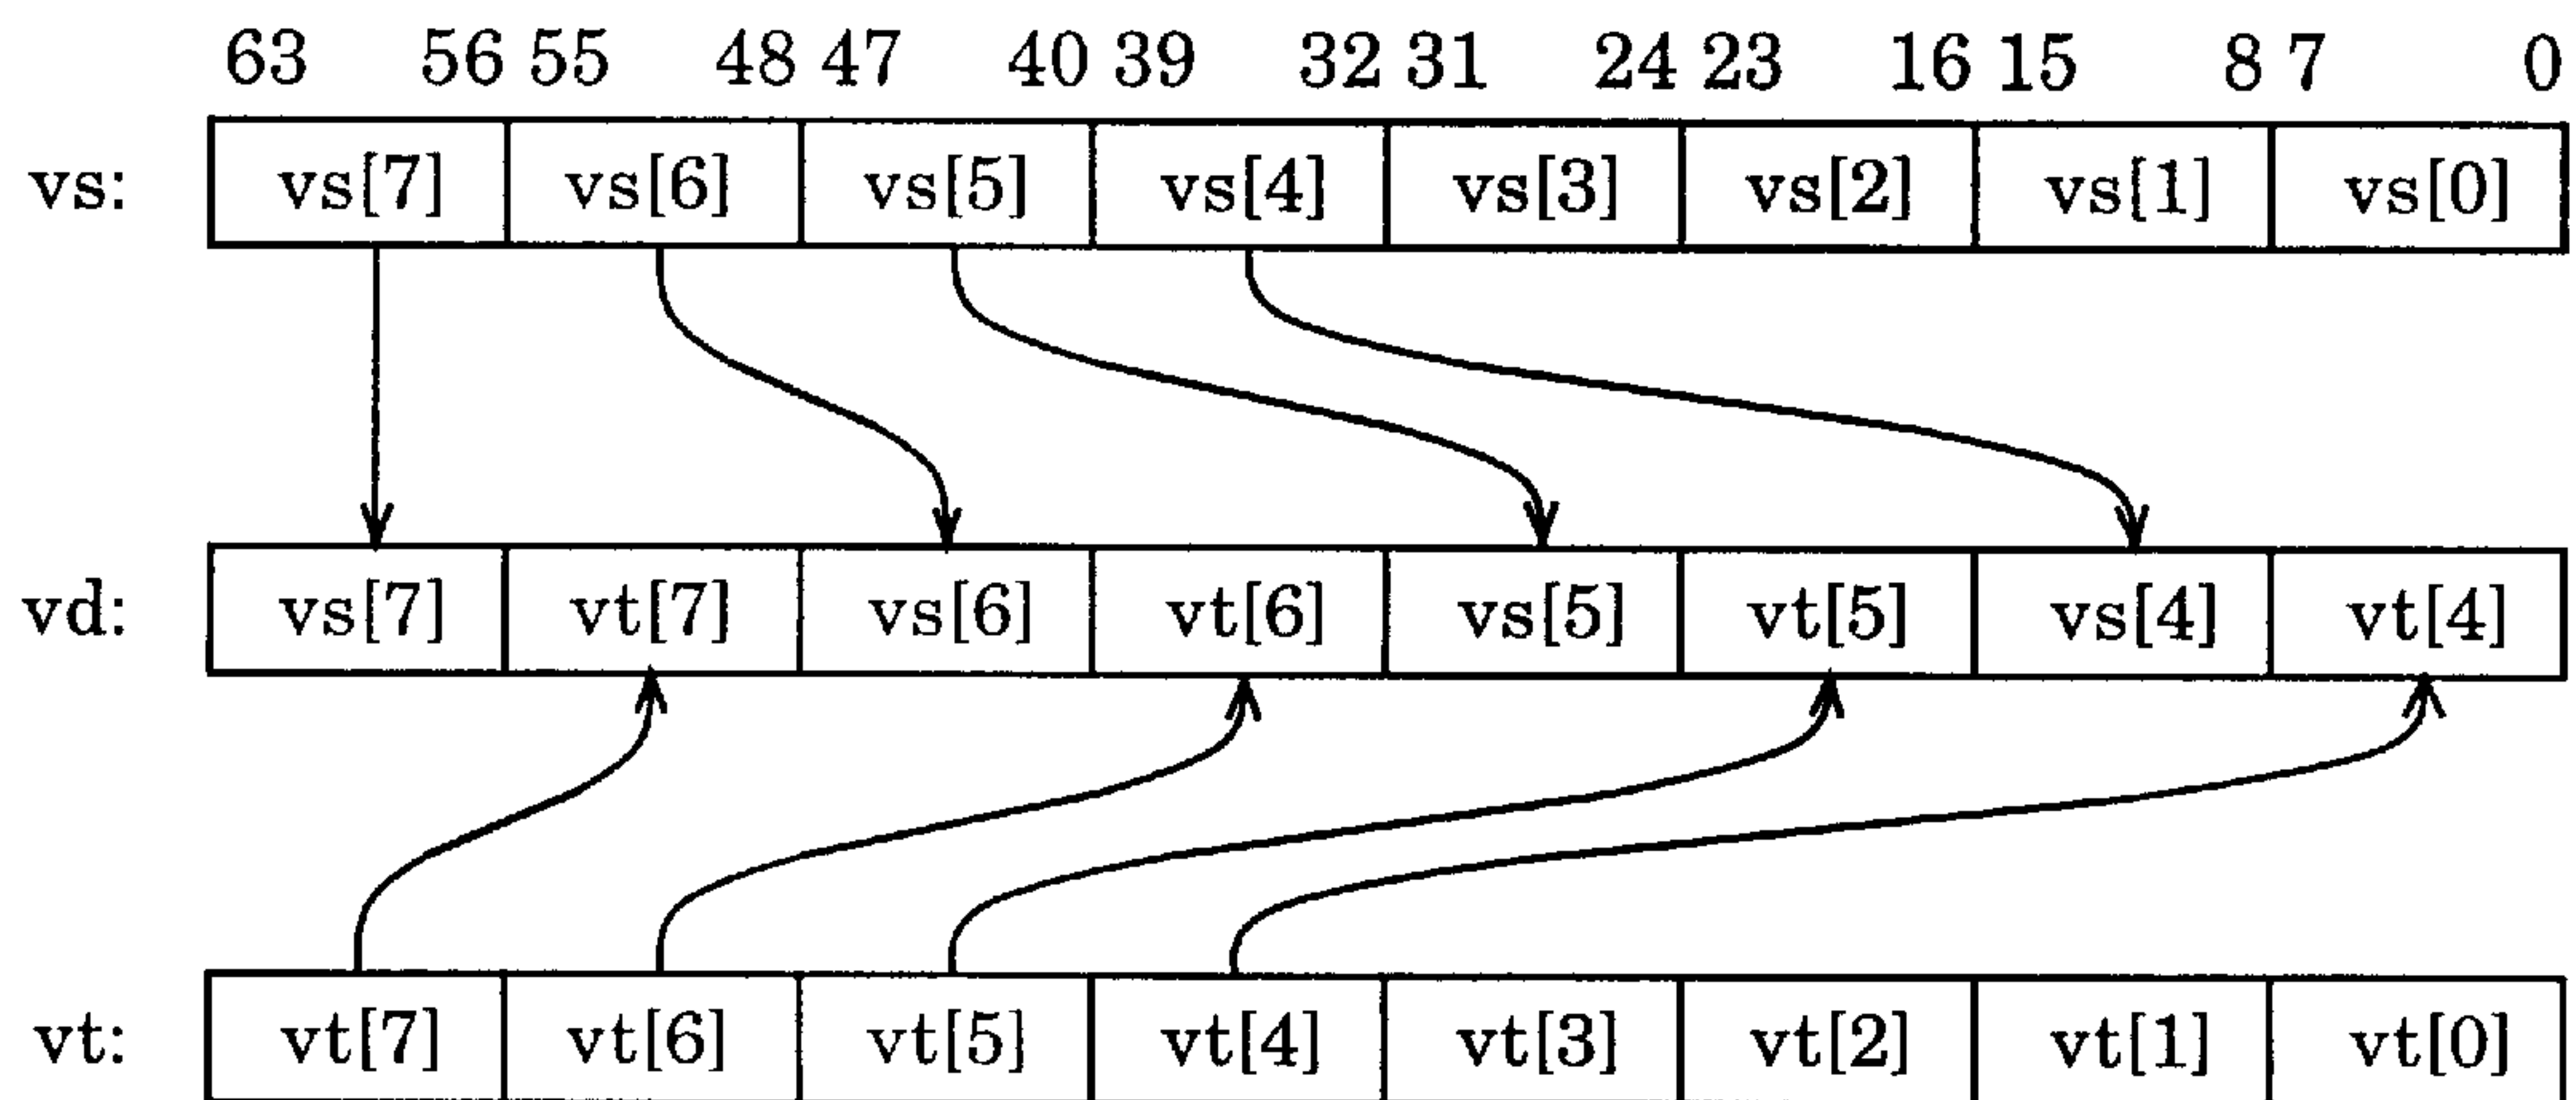 63 56 55 48 47 40 39 32 31 24 23 16 15 8 7 0
vs: vs[7] vs[6] vs[5] vs[4] vs[3] vs[2] vs[1] vs[0]
vd: vs[7] vt[7] vs[6] vt[6] vs[5] vt[5] vs[4] vt[4]
vt: vt[7] vt[6] vt[5] vt[4] vt[3] vt[2] vt[1] vt[0]